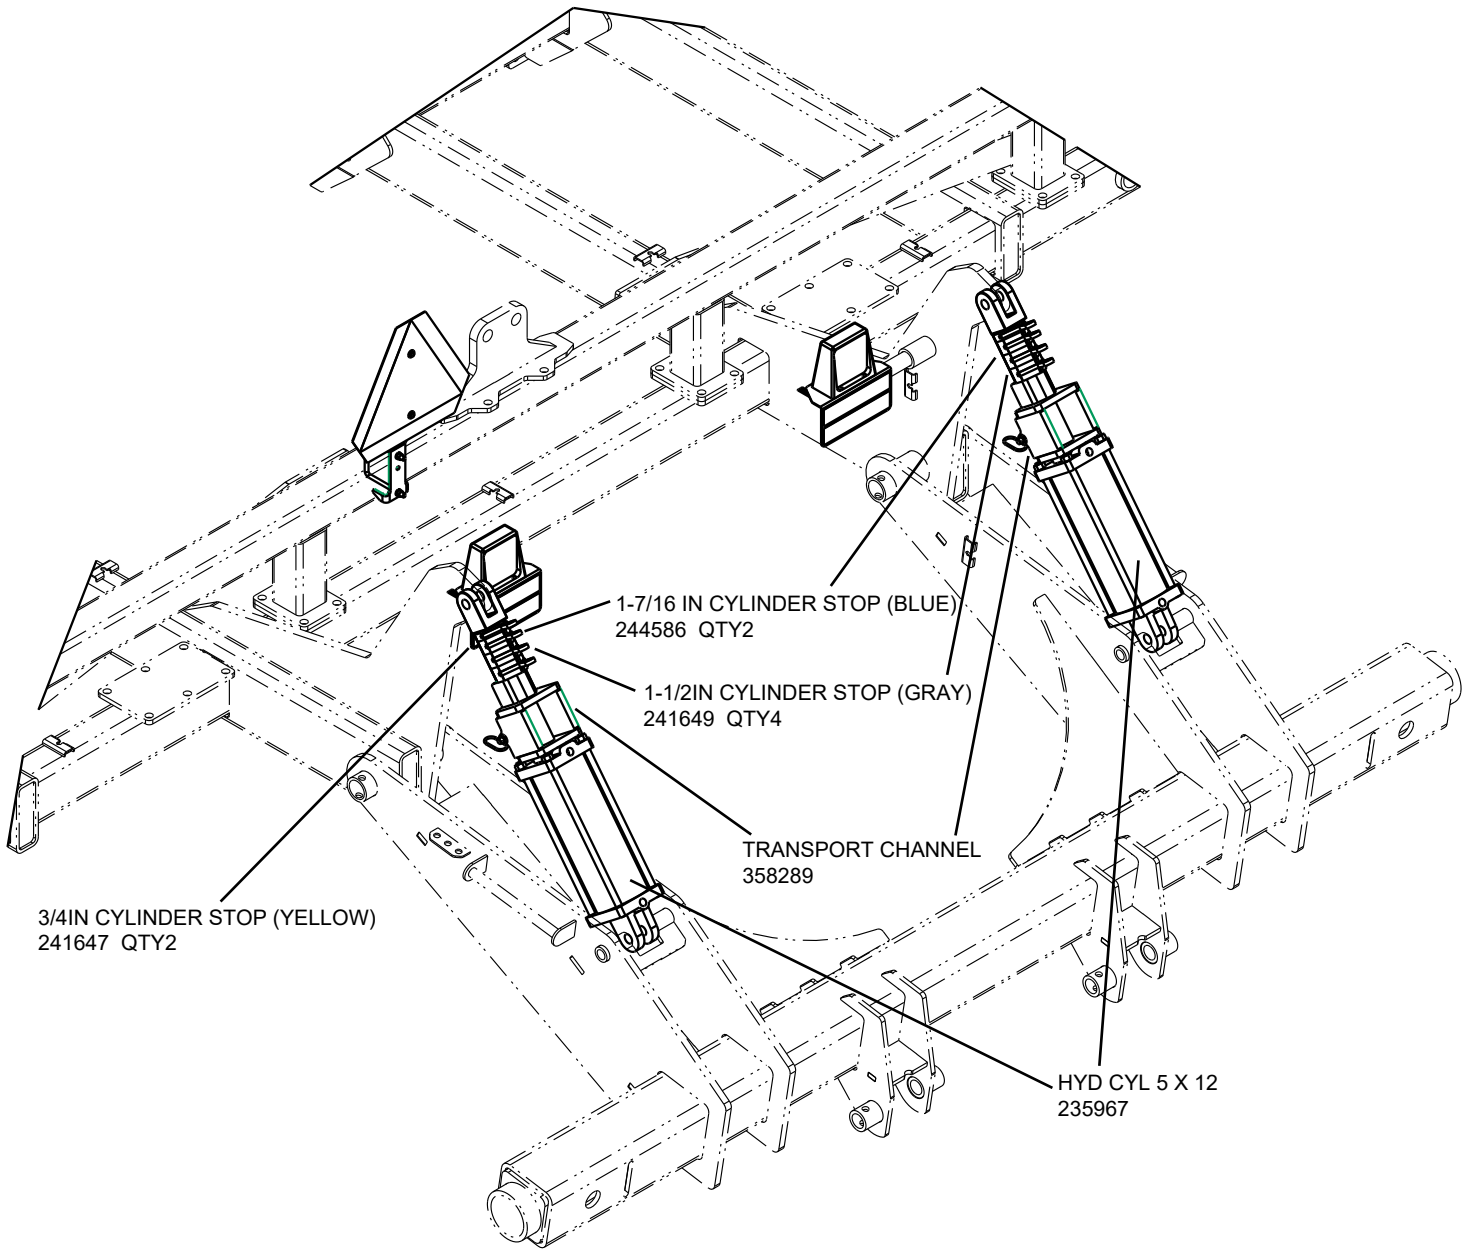 1-7/16 IN CYLINDER STOP (BLUE)
244586 QTY2
1-1/2IN CYLINDER STOP (GRAY)
241649 QTY4
TRANSPORT CHANNEL
358289
3/4IN CYLINDER STOP (YELLOW)
241647 QTY2
HYD CYL 5 X 12
235967